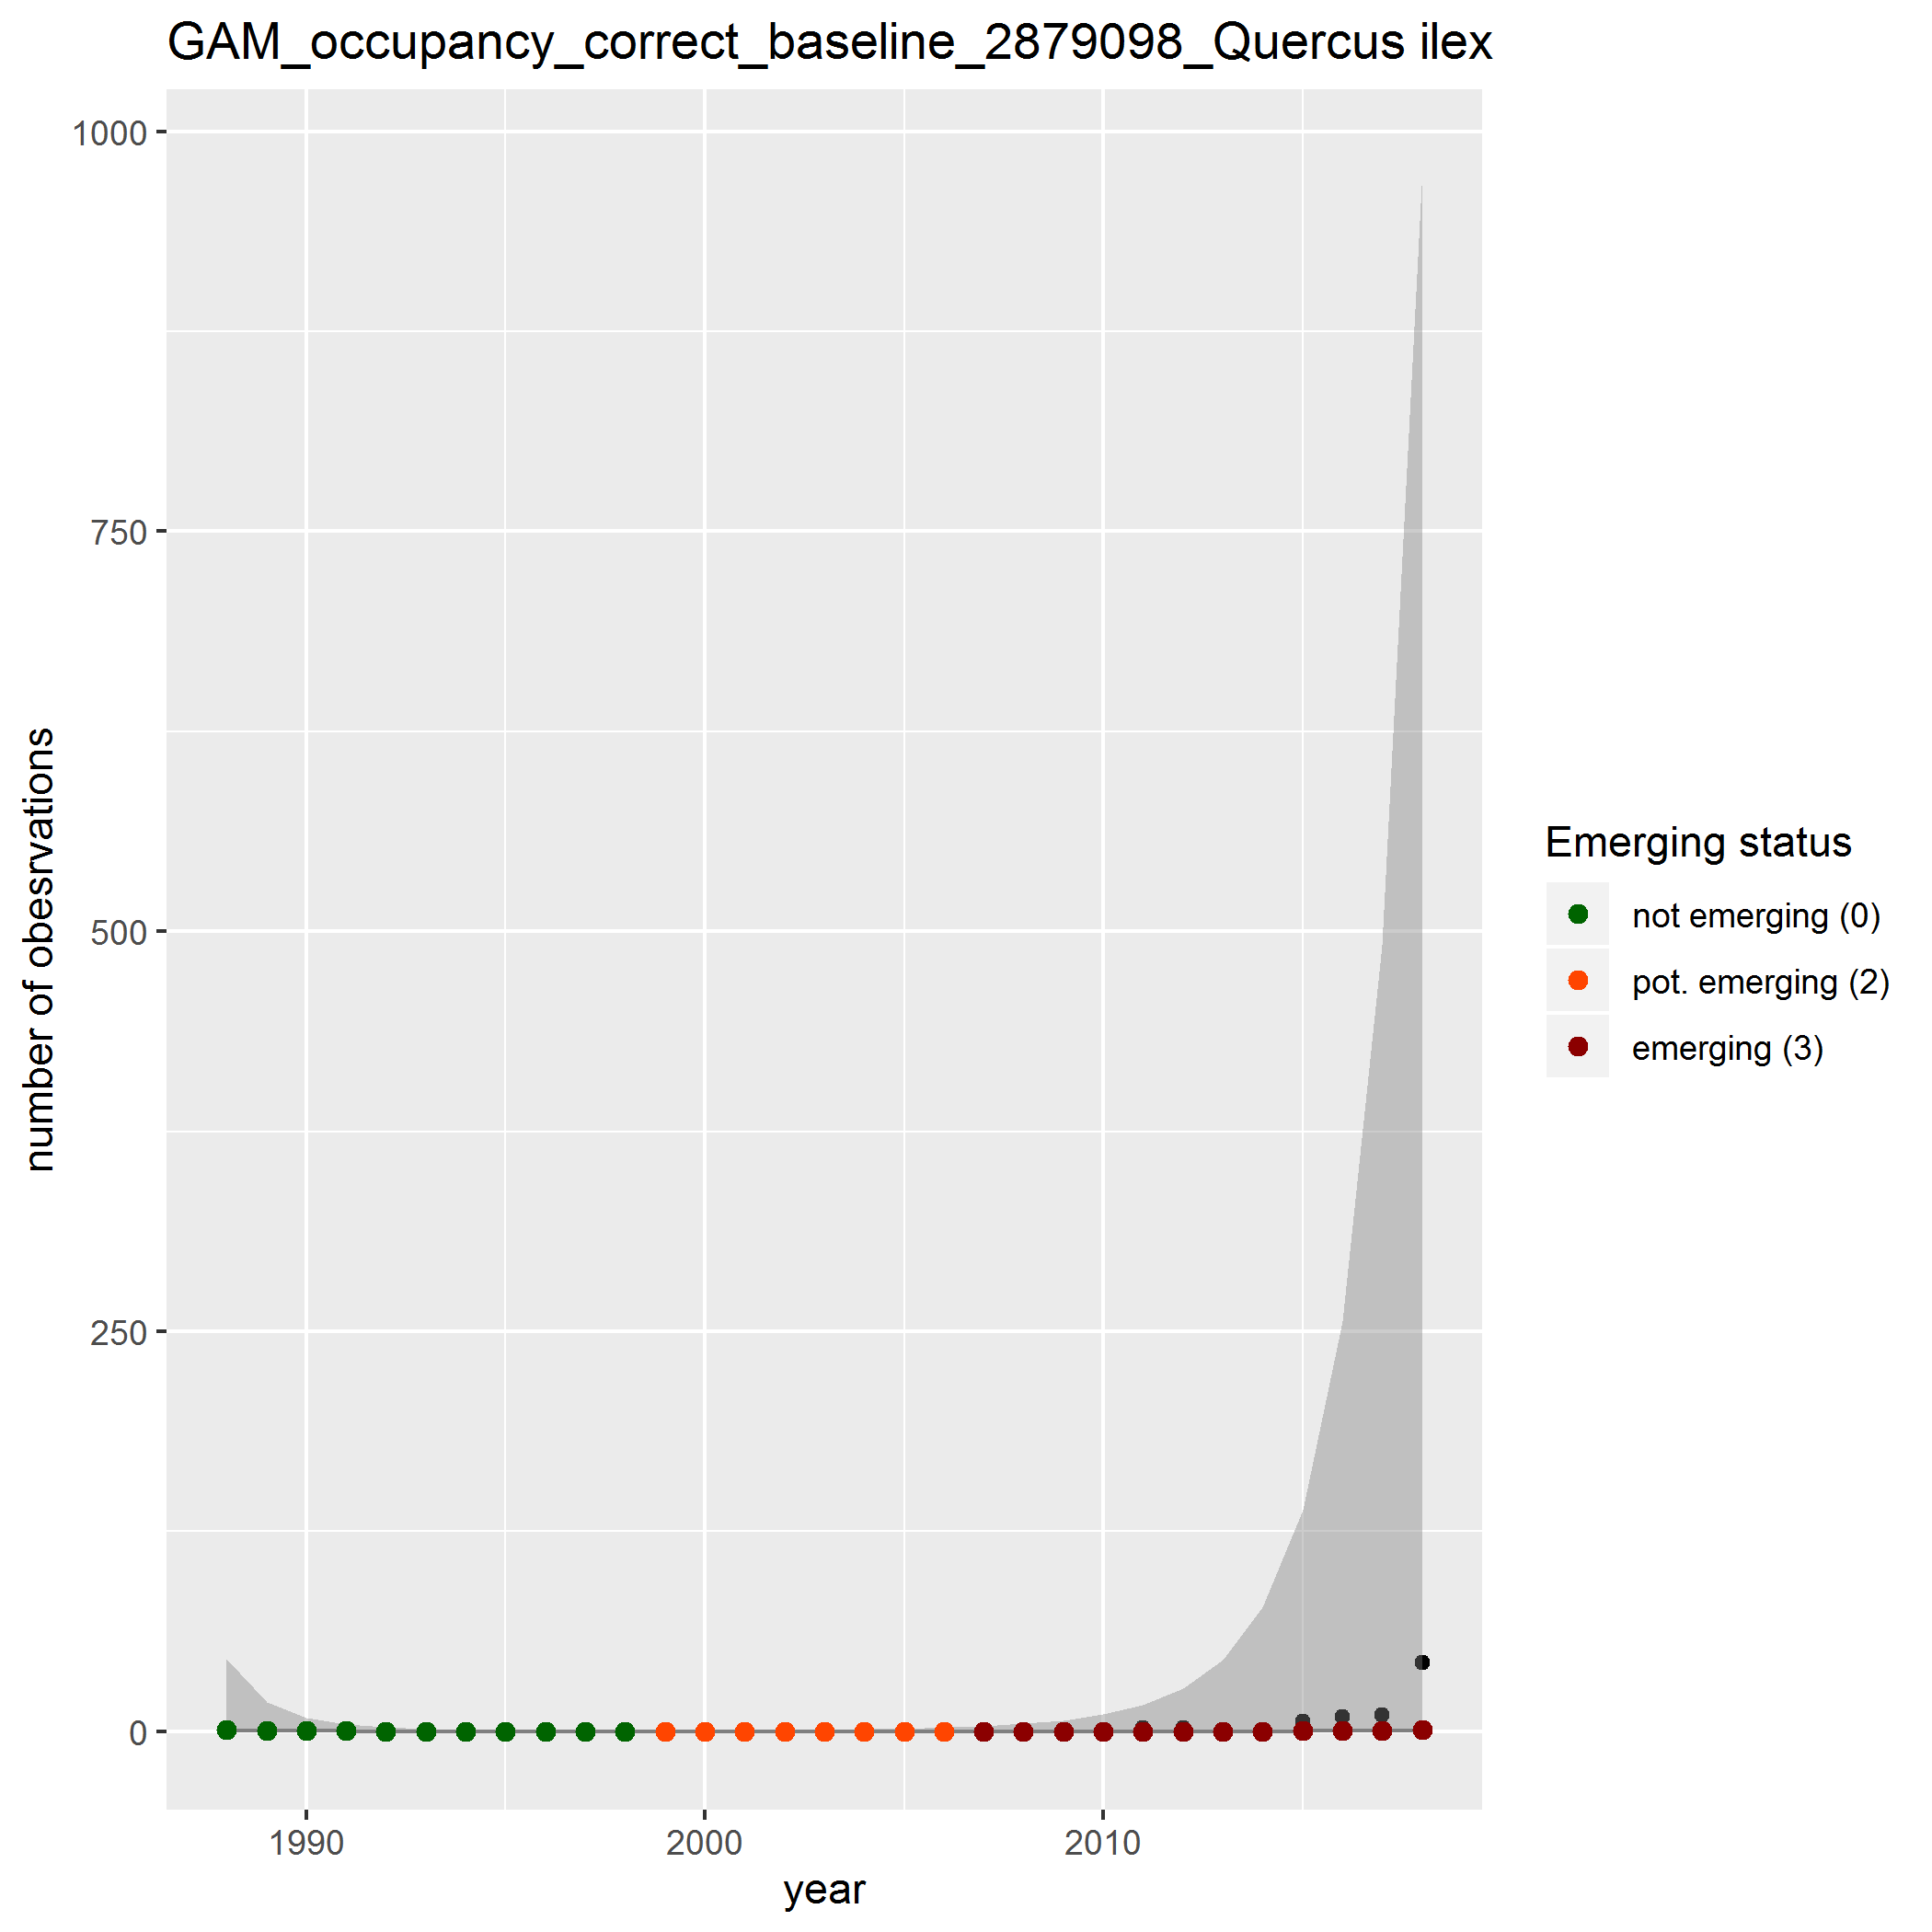 GAM_occupancy_correct_baseline_2879098_Quercus ilex
1000
750
500
250
0
number of obesrvations
1990
2000
2010
year
Emerging status
not emerging (0)
pot. emerging (2)
emerging (3)